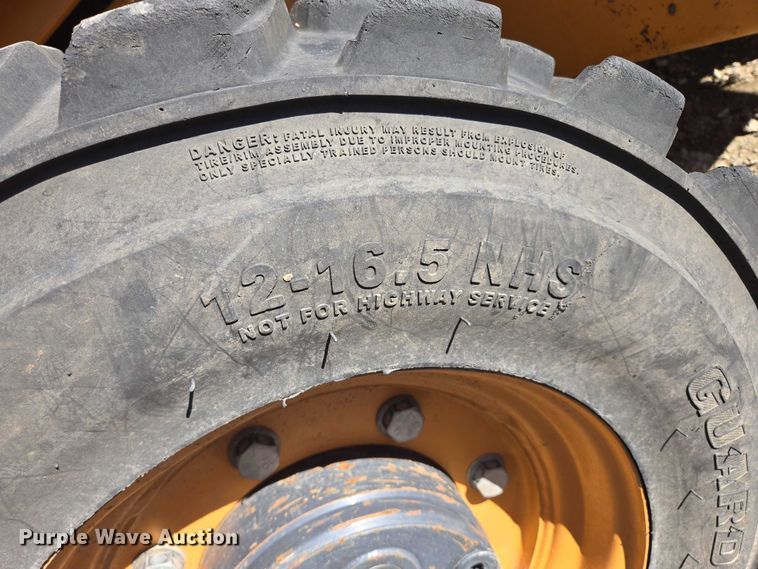 DANGER: FATAL INJURY MAY RESULT FROM EXPLOSION OF
TIRE/RIM ASSEMBLY DUE TO IMPROPER MOUNTING PROCEDURES.
ONLY SPECIALLY TRAINED PERSONS SHOULD MOUNT TIRES.
12-16.5 NHS
NOT FOR HIGHWAY SERVICE
GUARD
Purple Wave Auction